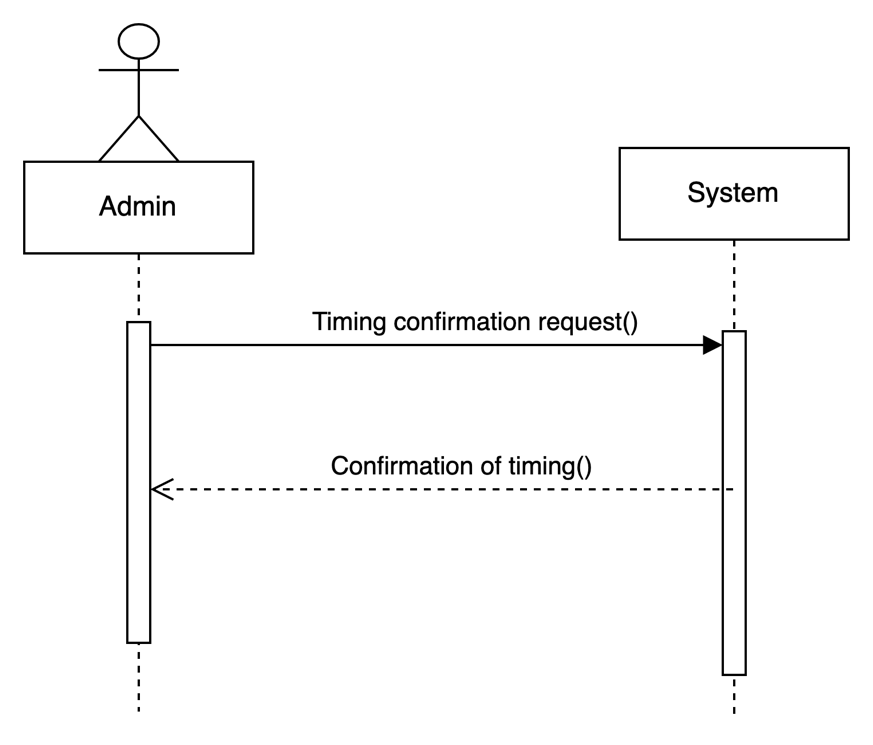 Admin
System
Timing confirmation request()
Confirmation of timing()